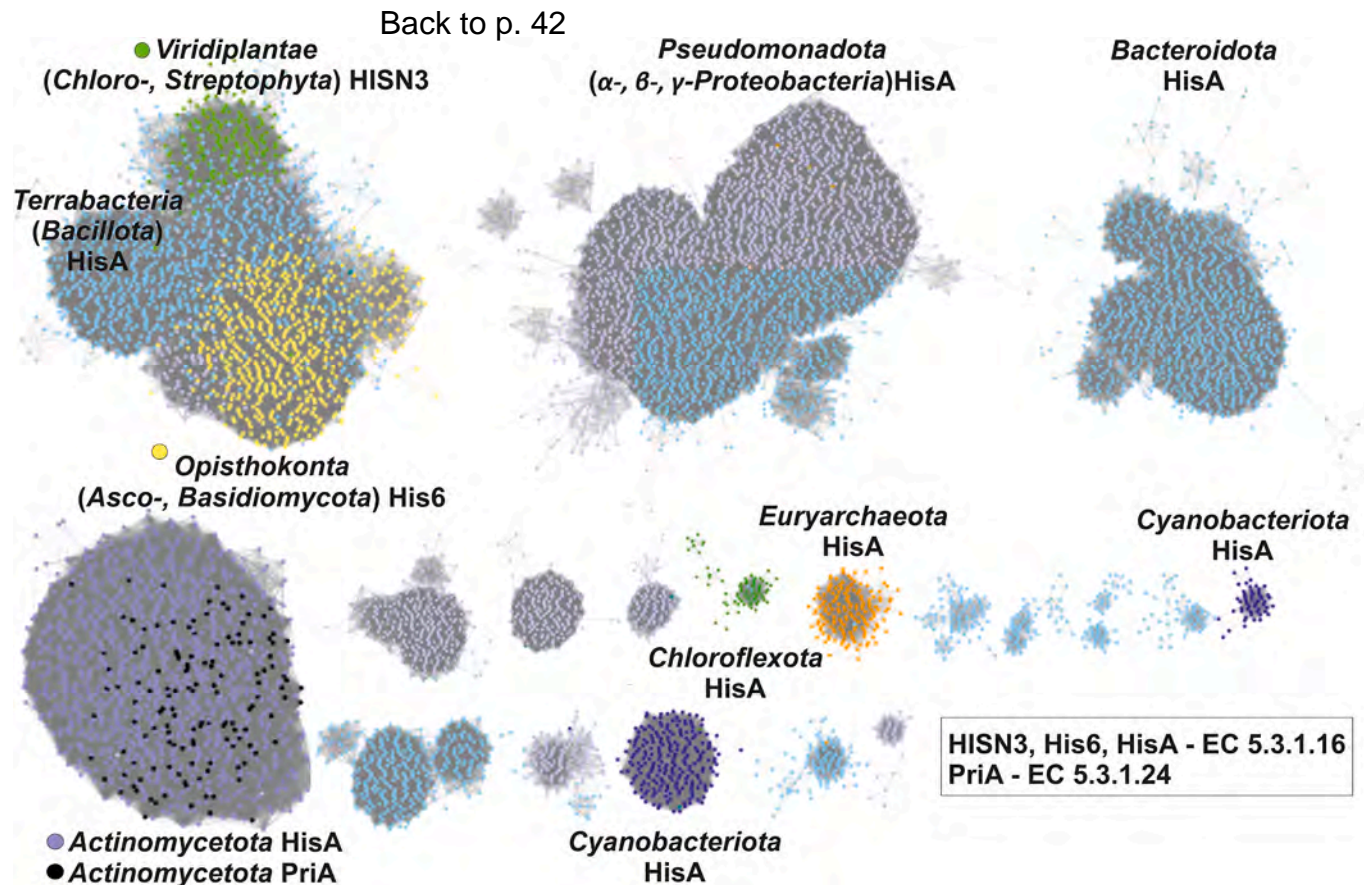 Back to p. 42
Viridiplantae
(Chloro-, Streptophyta) HISN3
Pseudomonadota
(α-, β-, γ-Proteobacteria)HisA
Bacteroidota
HisA
Terrabacteria
(Bacillota)
HisA
Opisthokonta
(Asco-, Basidiomycota) His6
Euryarchaeota
HisA
Cyanobacteriota
HisA
Chloroflexota
HisA
HISN3, His6, HisA - EC 5.3.1.16
PriA - EC 5.3.1.24
Actinomycetota HisA
Actinomycetota PriA
Cyanobacteriota
HisA